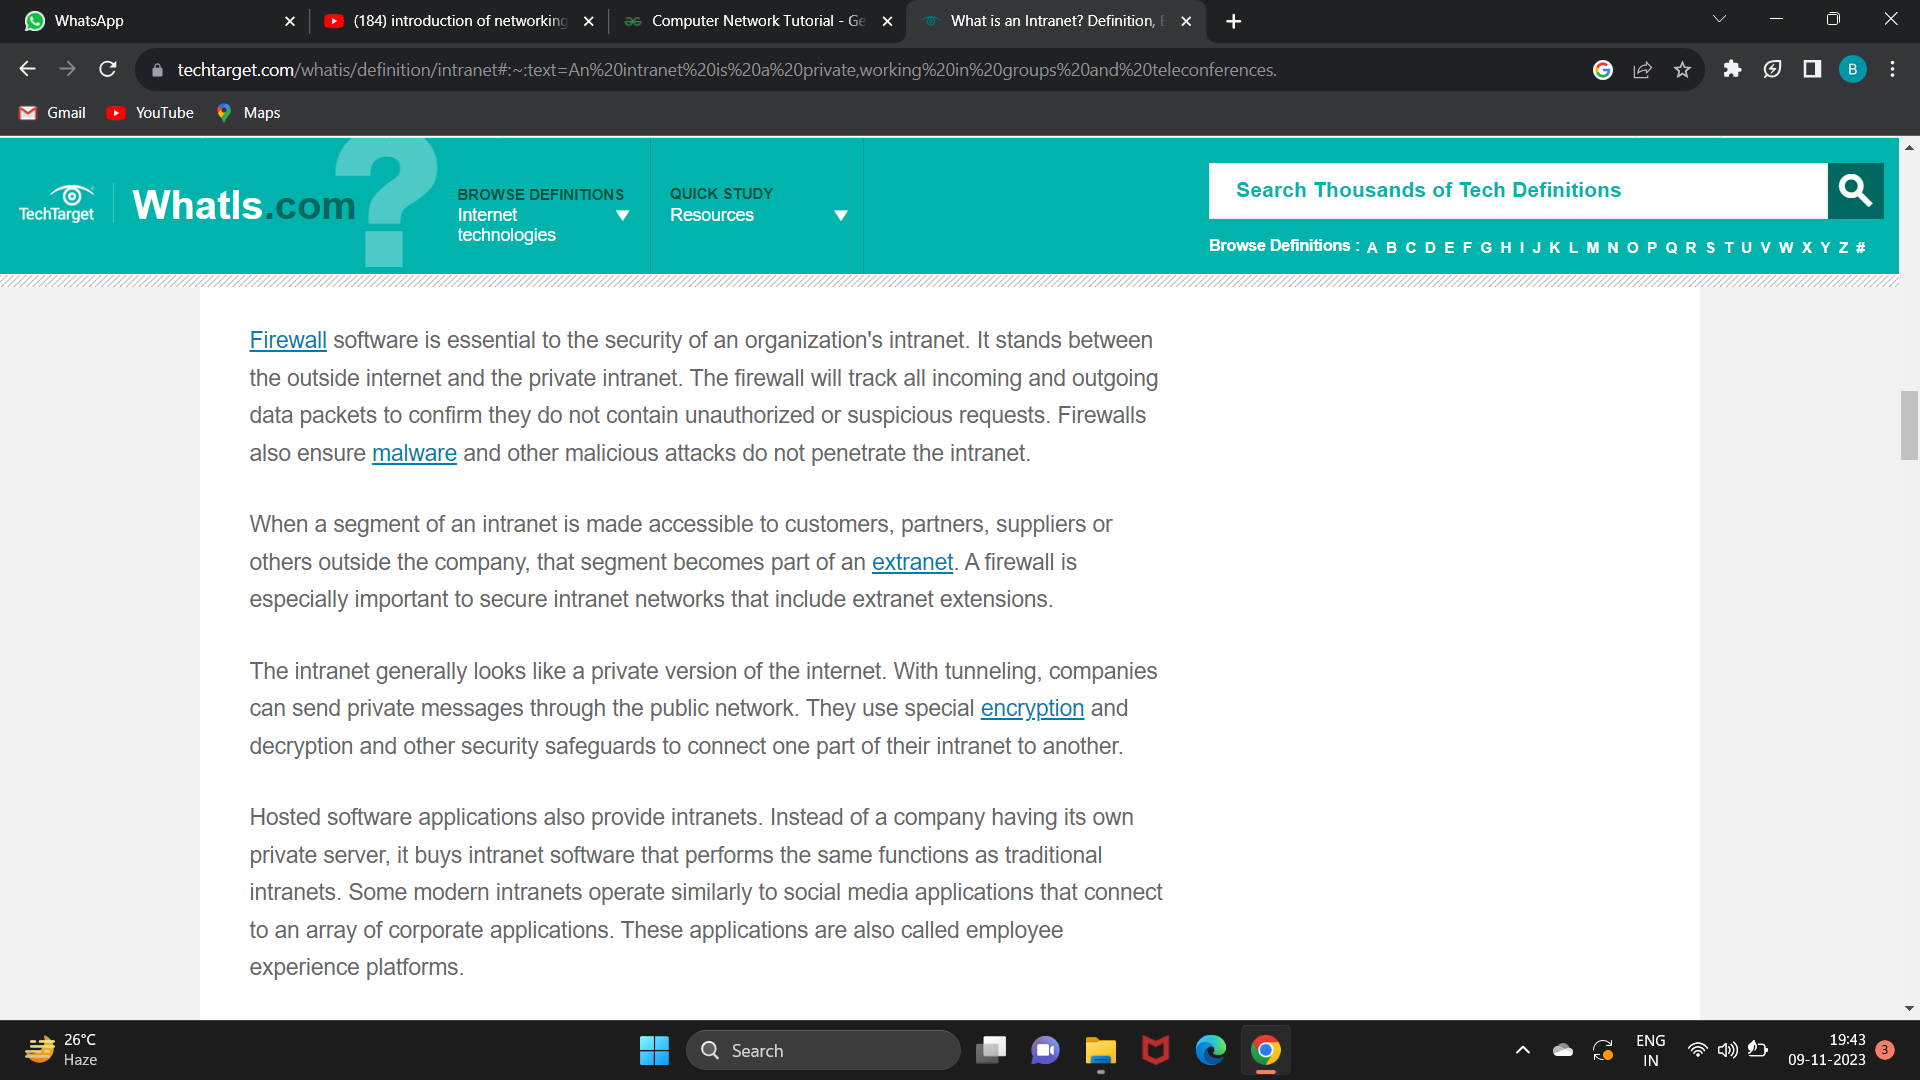 WhatsApp
(184) introduction of networking
Computer Network Tutorial - Ge
What is an Intranet? Definition,
techtarget.com/whatis/definition/intranet#:~:text=An%20intranet%20is%20a%20private,working%20in%20groups%20and%20teleconferences.
B
Gmail YouTube Maps
TechTarget
WhatIs.com
?
BROWSE DEFINITIONS
Internet
technologies
QUICK STUDY
Resources
Search Thousands of Tech Definitions
Browse Definitions : A B C D E F G H I J K L M N O P Q R S T U V W X Y Z #
Firewall software is essential to the security of an organization's intranet. It stands between
the outside internet and the private intranet. The firewall will track all incoming and outgoing
data packets to confirm they do not contain unauthorized or suspicious requests. Firewalls
also ensure malware and other malicious attacks do not penetrate the intranet.
When a segment of an intranet is made accessible to customers, partners, suppliers or
others outside the company, that segment becomes part of an extranet. A firewall is
especially important to secure intranet networks that include extranet extensions.
The intranet generally looks like a private version of the internet. With tunneling, companies
can send private messages through the public network. They use special encryption and
decryption and other security safeguards to connect one part of their intranet to another.
Hosted software applications also provide intranets. Instead of a company having its own
private server, it buys intranet software that performs the same functions as traditional
intranets. Some modern intranets operate similarly to social media applications that connect
to an array of corporate applications. These applications are also called employee
experience platforms.
26°C
Haze
Search
ENG
IN
19:43
09-11-2023
3